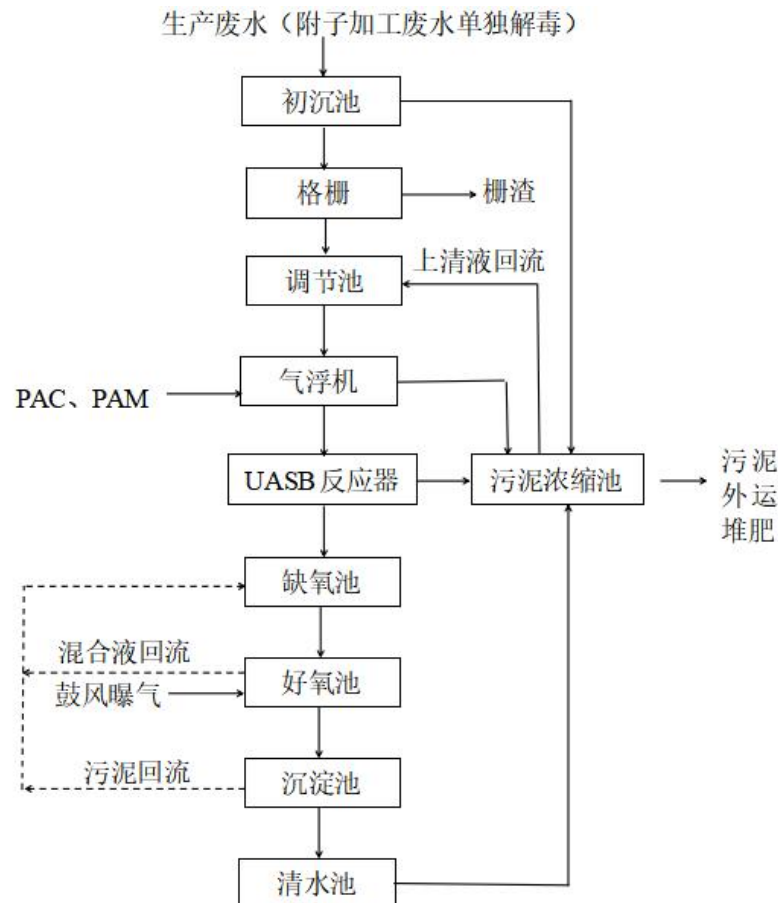 生产废水（附子加工废水单独解毒）
初沉池
格栅
栅渣
上清液回流
调节池
气浮机
PAC、PAM
UASB反应器
污泥浓缩池
污泥
外运
堆肥
缺氧池
混合液回流
鼓风曝气
好氧池
污泥回流
沉淀池
清水池